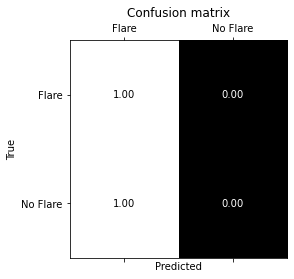 Confusion matrix
Flare No Flare
Flare 1.00 0.00
True
No Flare 1.00 0.00
Predicted